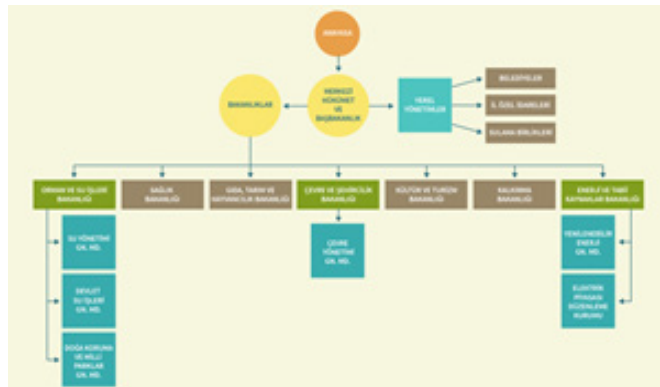 ANAYASA
BAKANLIKLAR
MERKEZİ
HÜKÜMET
VE
BAŞBAKANLIK
YEREL
YÖNETİMLER
BELEDİYELER
İL ÖZEL İDARELERİ
SULAMA BİRLİKLERİ
ORMAN VE SU İŞLERİ
BAKANLIĞI
SAĞLIK
BAKANLIĞI
GIDA, TARIM VE
HAYVANCILIK BAKANLIĞI
ÇEVRE VE ŞEHİRCİLİK
BAKANLIĞI
KÜLTÜR VE TURİZM
BAKANLIĞI
KALKINMA
BAKANLIĞI
ENERJİ VE TABİİ
KAYNAKLAR BAKANLIĞI
SU YÖNETİMİ
GN. MD.
DEVLET
SU İŞLERİ
GN. MD.
DOĞA KORUMA
VE MİLLİ
PARKLAR
GN. MD.
ÇEVRE
YÖNETİMİ
GN. MD.
YENİLENEBİLİR
ENERJİ
GN. MD.
ELEKTRİK
PİYASASI
DÜZENLEME
KURUMU